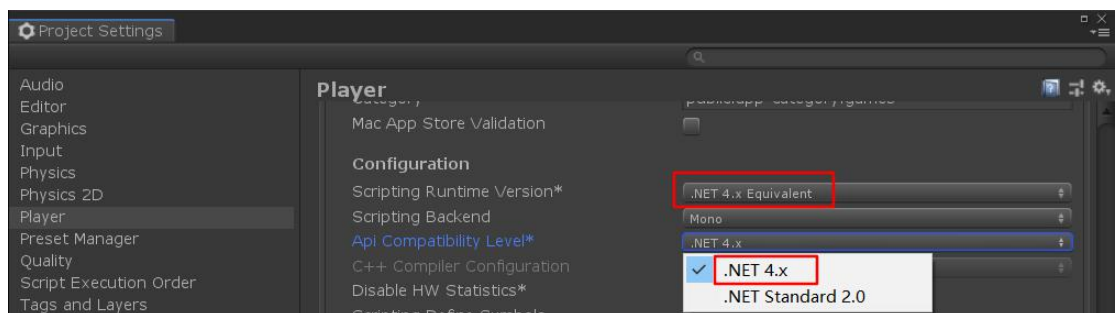 Project Settings
Audio
Editor
Graphics
Input
Physics
Physics 2D
Player
Preset Manager
Quality
Script Execution Order
Tags and Layers
Player
Mac App Store Validation
Configuration
Scripting Runtime Version*
.NET 4.x Equivalent
Scripting Backend
Mono
Api Compatibility Level*
.NET 4.x
C++ Compiler Configuration
.NET 4.x
Disable HW Statistics*
.NET Standard 2.0